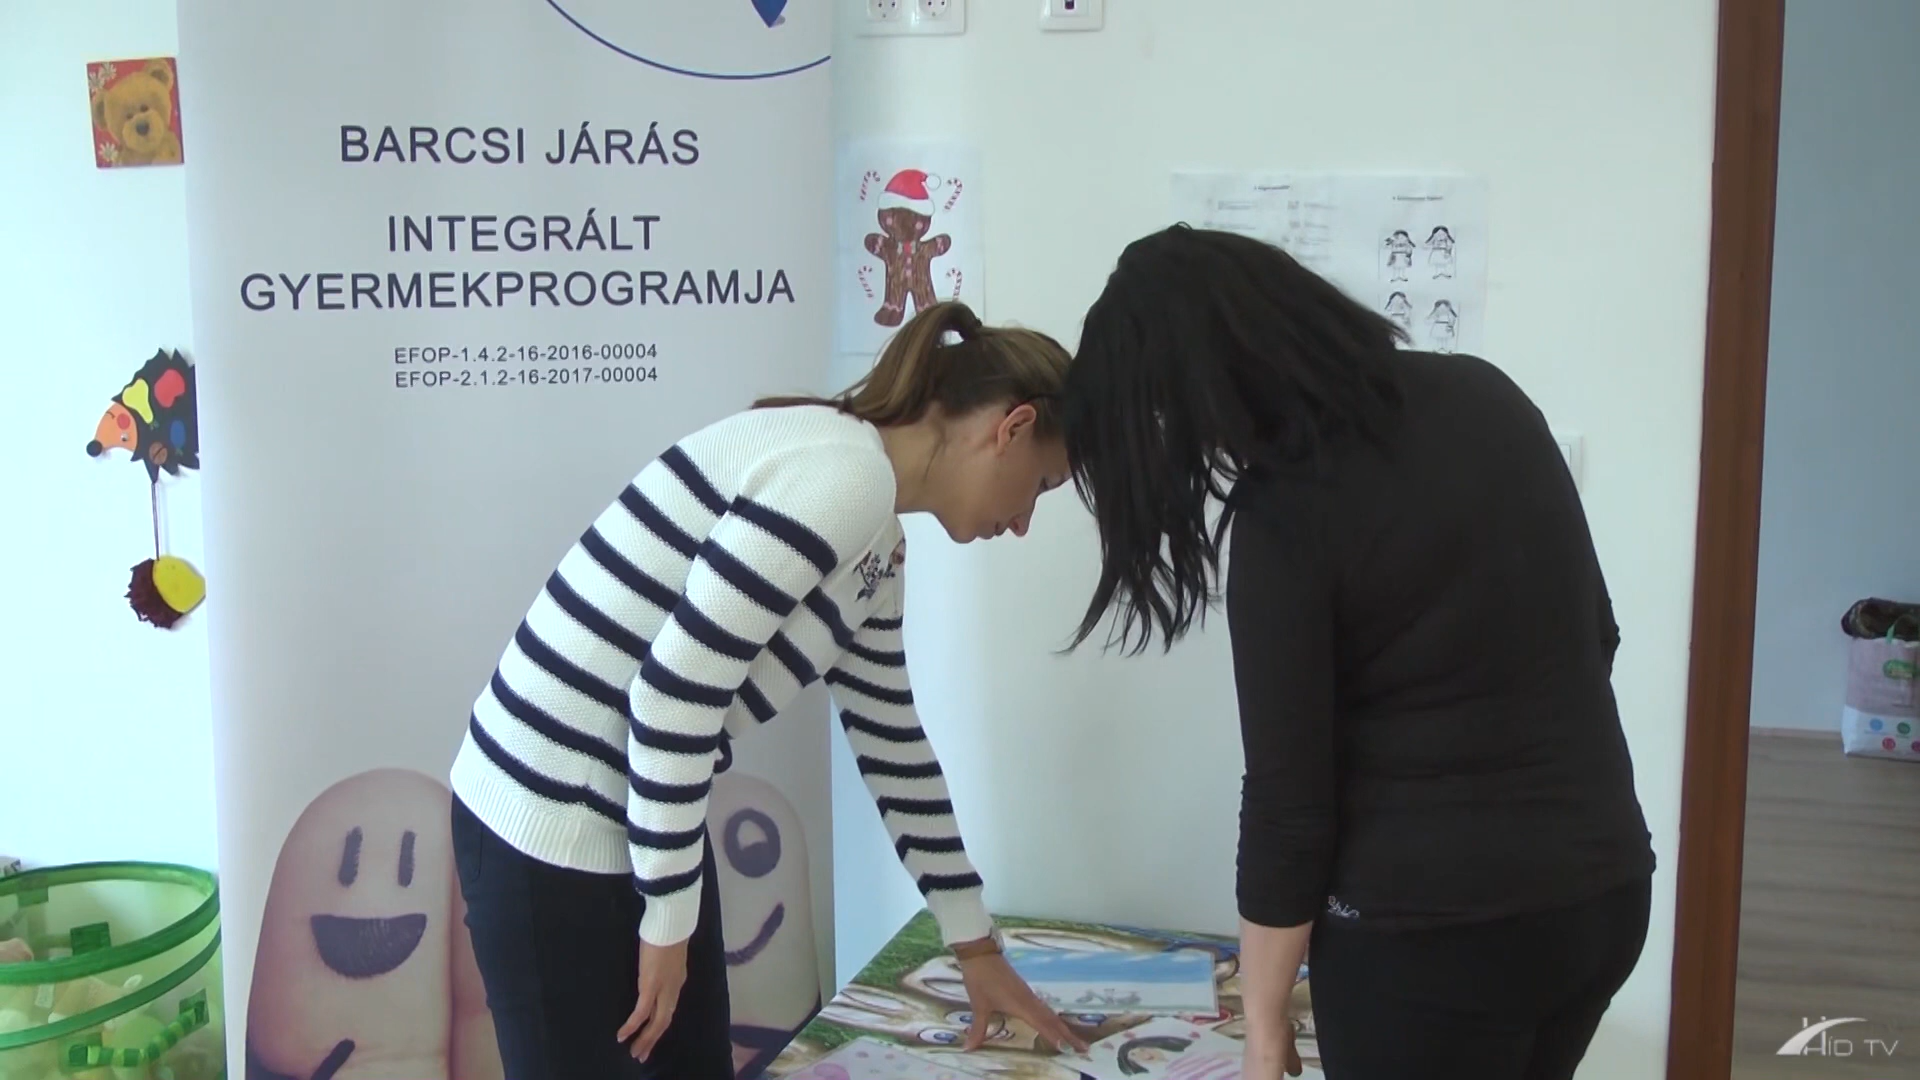 BARCSI JÁRÁS
INTEGRÁLT
GYERMEKPROGRAMJA
EFOP-1.4.2-16-2016-00004
EFOP-2.1.2-16-2017-00004
HÍD TV